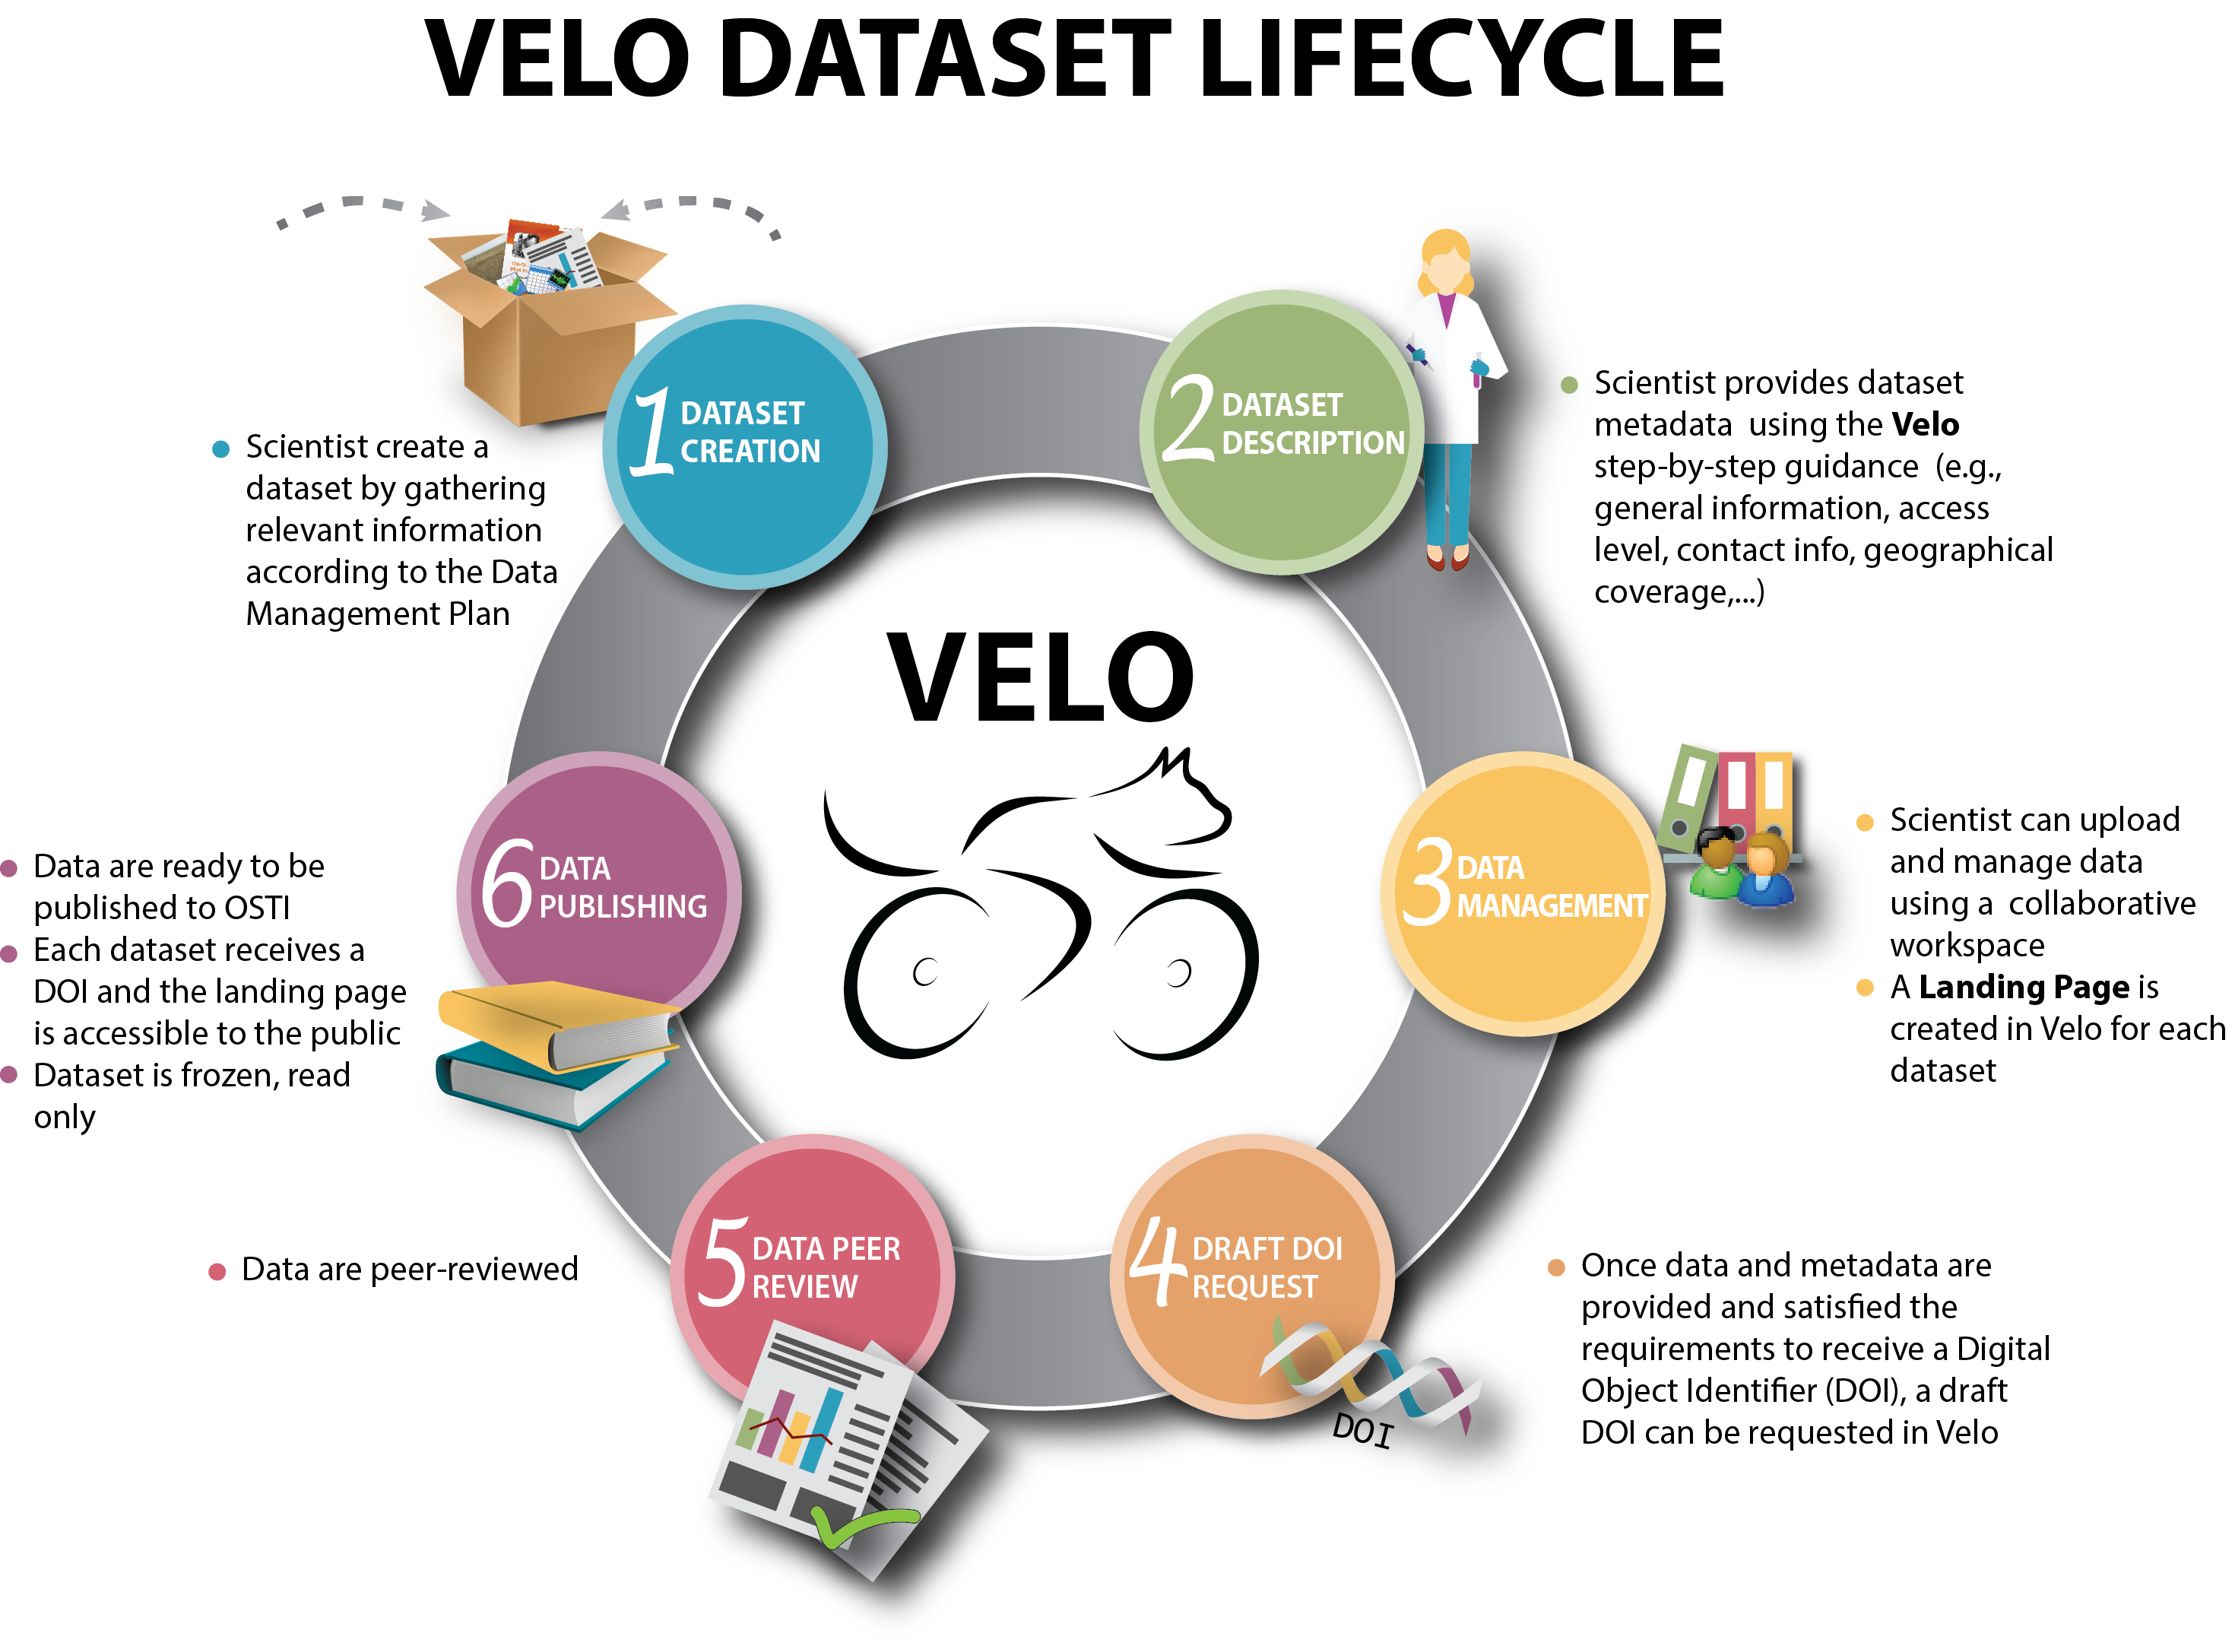 VELO DATASET LIFECYCLE
1 DATASET
CREATION
Scientist create a
dataset by gathering
relevant information
according to the Data
Management Plan
2 DATASET
DESCRIPTION
Scientist provides dataset
metadata using the Velo
step-by-step guidance (e.g.,
general information, access
level, contact info, geographical
coverage,...)
VELO
3 DATA
MANAGEMENT
Scientist can upload
and manage data
using a collaborative
workspace
A Landing Page is
created in Velo for each
dataset
4 DRAFT DOI
REQUEST
DOI
Once data and metadata are
provided and satisfied the
requirements to receive a Digital
Object Identifier (DOI), a draft
DOI can be requested in Velo
5 DATA PEER
REVIEW
Data are peer-reviewed
6 DATA
PUBLISHING
Data are ready to be
published to OSTI
Each dataset receives a
DOI and the landing page
is accessible to the public
Dataset is frozen, read
only